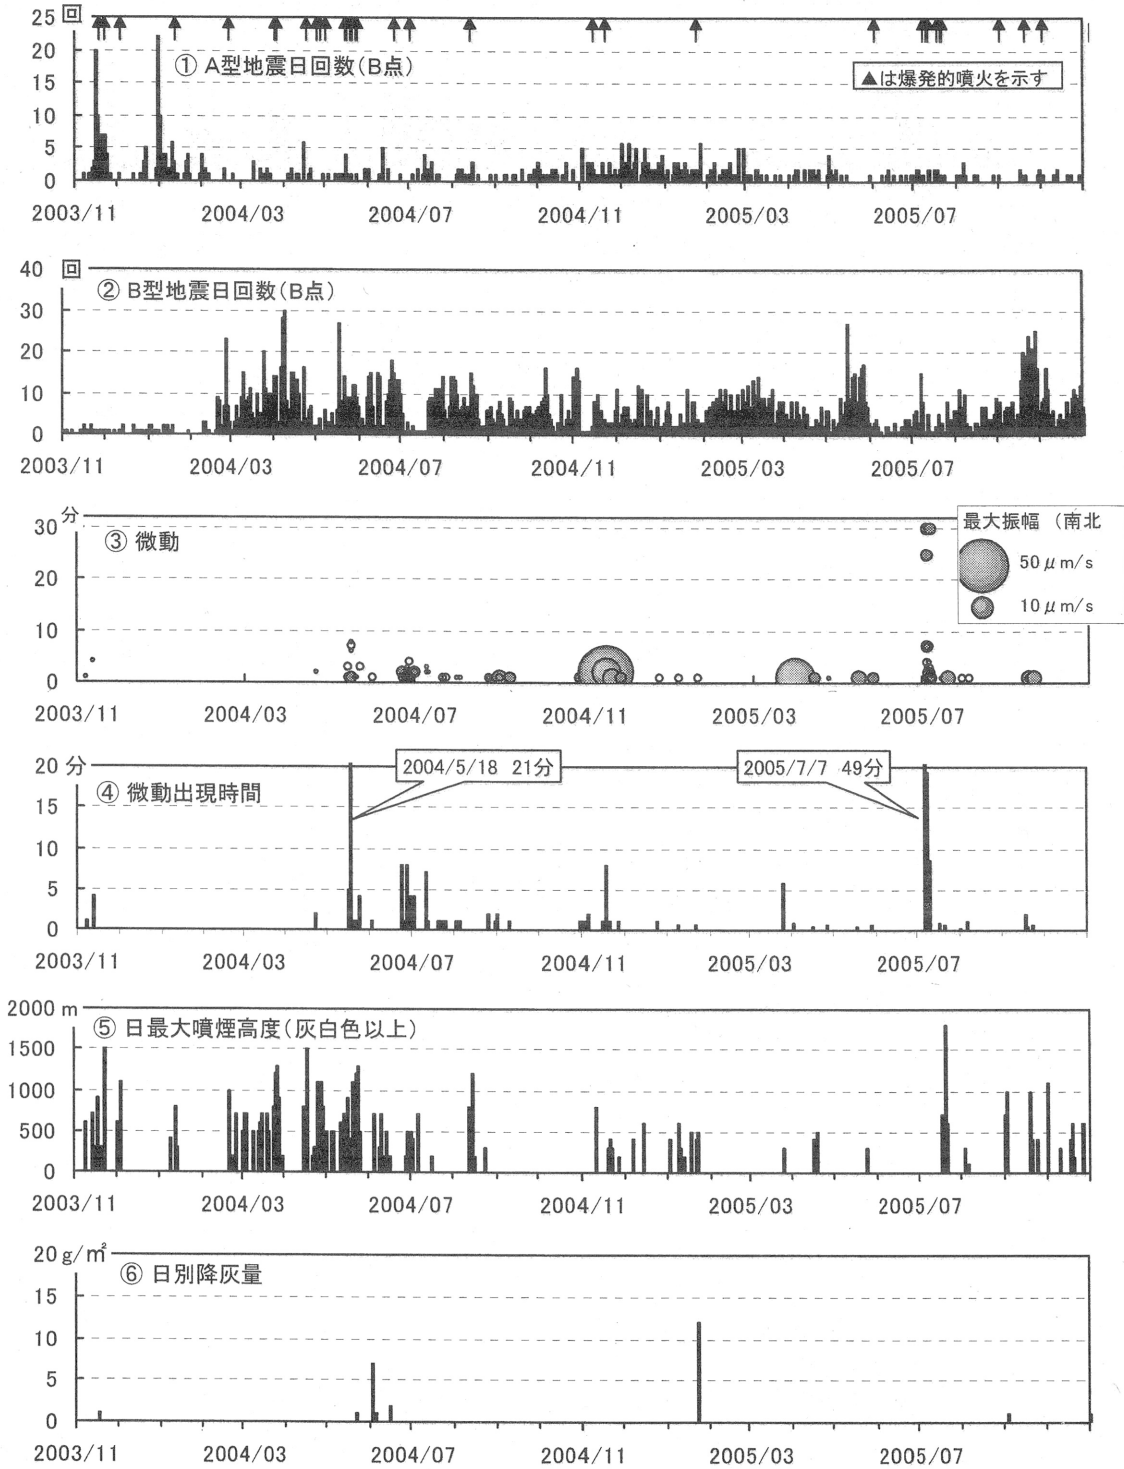 25 回
20
① A型地震日回数(B点)
▲は爆発的噴火を示す
15
10
5
0
2003/11 2004/03 2004/07 2004/11 2005/03 2005/07
40 回
② B型地震日回数(B点)
30
20
10
0
2003/11 2004/03 2004/07 2004/11 2005/03 2005/07
分
30
③ 微動
最大振幅 (南北
50μm/s
10μm/s
20
10
0
2003/11 2004/03 2004/07 2004/11 2005/03 2005/07
20 分
2004/5/18 21分
2005/7/7 49分
④ 微動出現時間
15
10
5
0
2003/11 2004/03 2004/07 2004/11 2005/03 2005/07
2000 m
⑤ 日最大噴煙高度(灰白色以上)
1500
1000
500
0
2003/11 2004/03 2004/07 2004/11 2005/03 2005/07
20 g/㎡
⑥ 日別降灰量
15
10
5
0
2003/11 2004/03 2004/07 2004/11 2005/03 2005/07